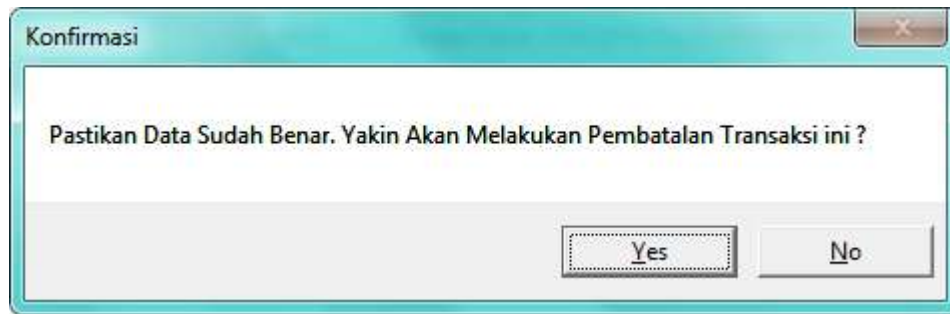 Konfirmasi
Pastikan Data Sudah Benar. Yakin Akan Melakukan Pembatalan Transaksi ini ?
Yes
No